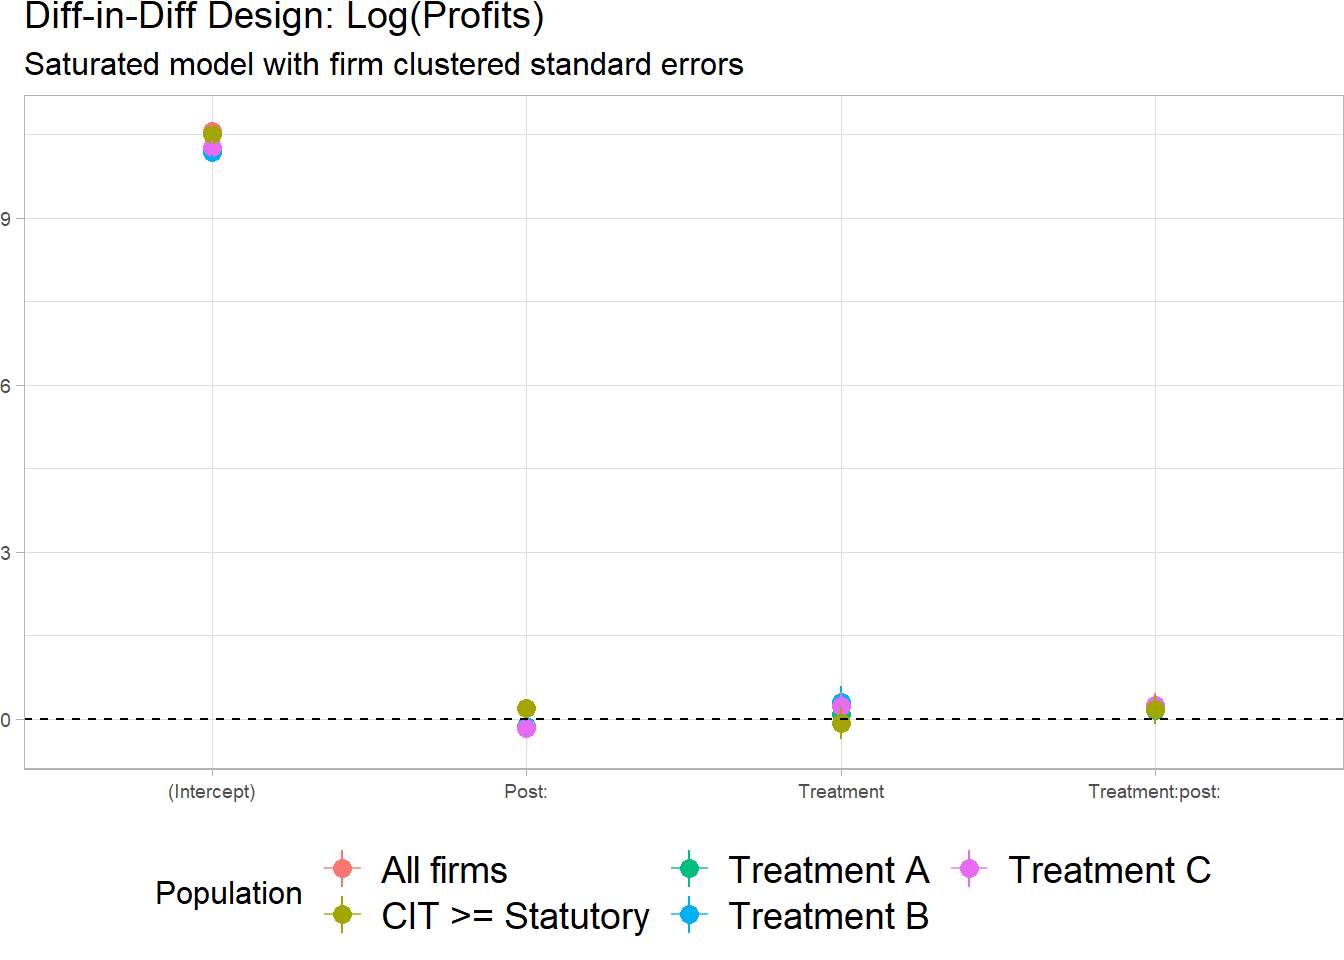 Diff-in-Diff Design: Log(Profits)
Saturated model with firm clustered standard errors
9
6
3
0
(Intercept) Post: Treatment Treatment:post:
Population
All firms Treatment A Treatment C
CIT >= Statutory Treatment B